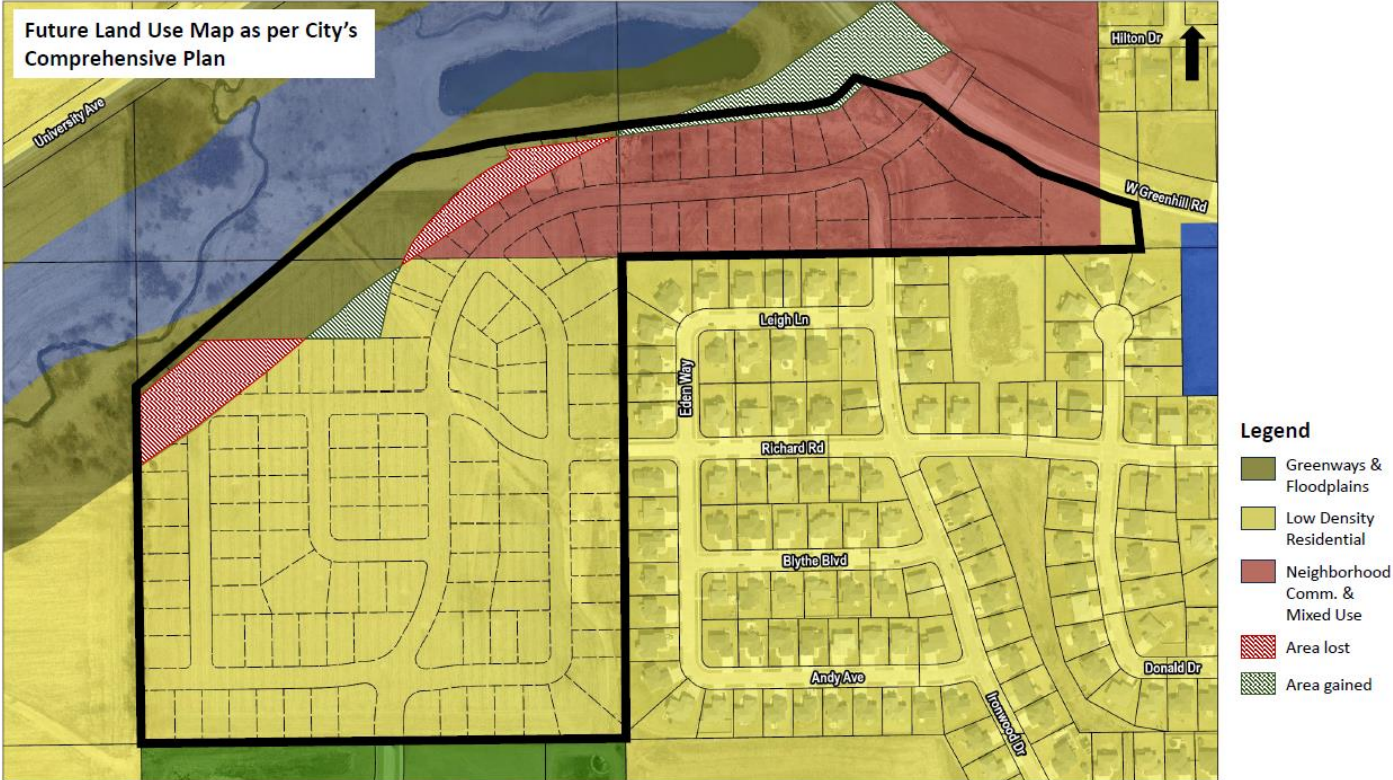 Future Land Use Map as per City's
Comprehensive Plan
Hilton Dr
University Ave
W Greenhill Rd
Leigh Ln
Eden Way
Richard Rd
Blythe Blvd
Andy Ave
Donald Dr
Ironwood Dr
Legend
Greenways &
Floodplains
Low Density
Residential
Neighborhood
Comm. &
Mixed Use
Area lost
Area gained